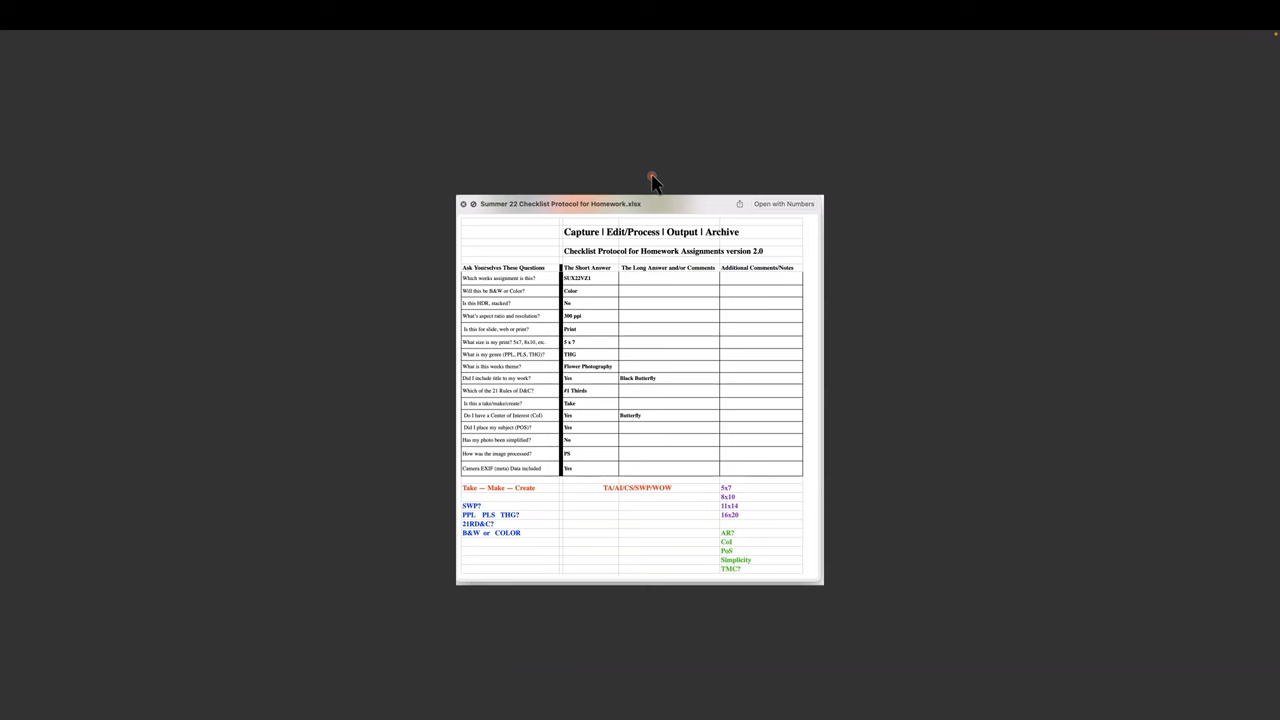 Summer 22 Checklist Protocol for Homework.xlsx Open with Numbers
Capture | Edit/Process | Output | Archive
Checklist Protocol for Homework Assignments version 2.0
Ask Yourselves These Questions The Short Answer The Long Answer and/or Comments Additional Comments/Notes
Which works assignment is this? SUX22VZ1
Will this be B&W or Color? Color
Is this HDR, stacked? No
What's aspect ratio and resolution? 300 ppi
Is this for slide, web or print? Print
What size is my print? 5x7, 8x10, etc. 5 x 7
What is my genre (PPL, PLS, THG)? THG
What is this works theme? Flower Photography
Did I include title to my work? Yes Black Butterfly
Which of the 21 Rules of D&C? #1 Thirds
Is this a take/make/create? Take
Do I have a Center of Interest (CoI) Yes Butterfly
Did I place my subject (POS)? Yes
Has my photo been simplified? No
How was the image processed? PS
Camera EXIF (meta) Data included Yes
Take — Make — Create TA/AI/CS/SWP/WOW 5x7
8x10
SWP? 11x14
PPL PLS THG? 16x20
21RD&C?
B&W or COLOR AR?
CoI
PoS
Simplicity
TMC?